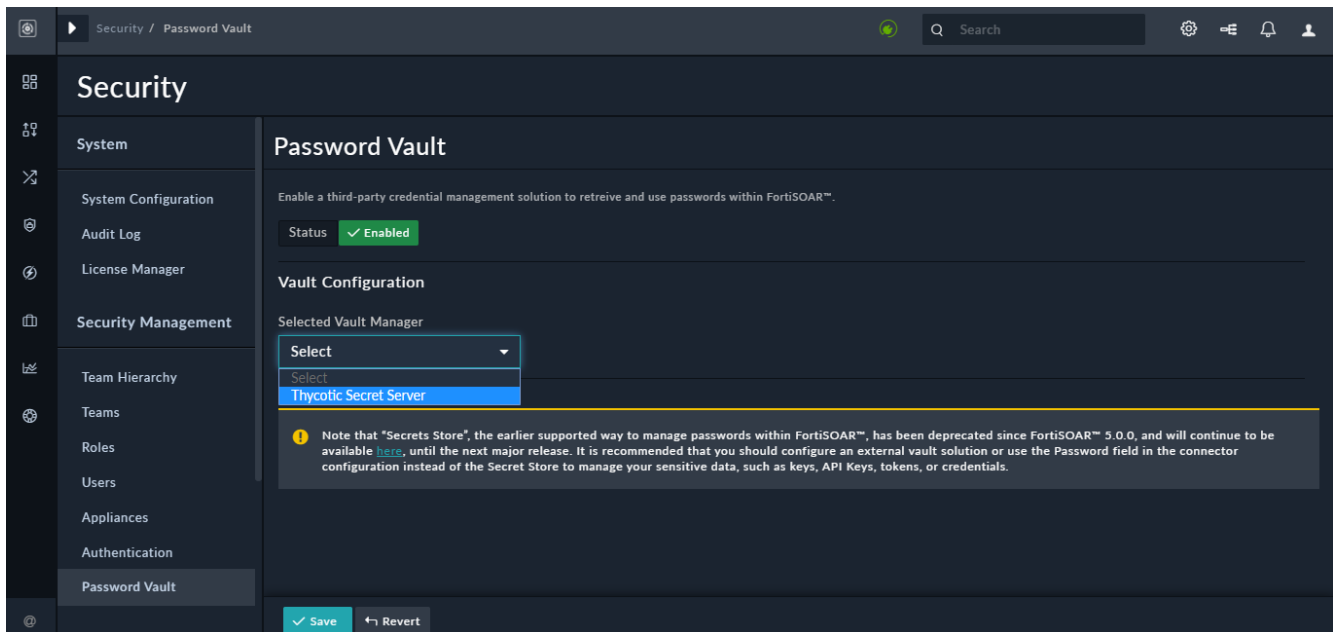 Security / Password Vault
Search
Security
System
System Configuration
Audit Log
License Manager
Security Management
Team Hierarchy
Teams
Roles
Users
Appliances
Authentication
Password Vault
@
Password Vault
Enable a third-party credential management solution to retreive and use passwords within FortiSOAR™.
Status Enabled
Vault Configuration
Selected Vault Manager
Select
Select
Thycotic Secret Server
Note that "Secrets Store", the earlier supported way to manage passwords within FortiSOAR™, has been deprecated since FortiSOAR™ 5.0.0, and will continue to be
available here, until the next major release. It is recommended that you should configure an external vault solution or use the Password field in the connector
configuration instead of the Secret Store to manage your sensitive data, such as keys, API Keys, tokens, or credentials.
Save Revert